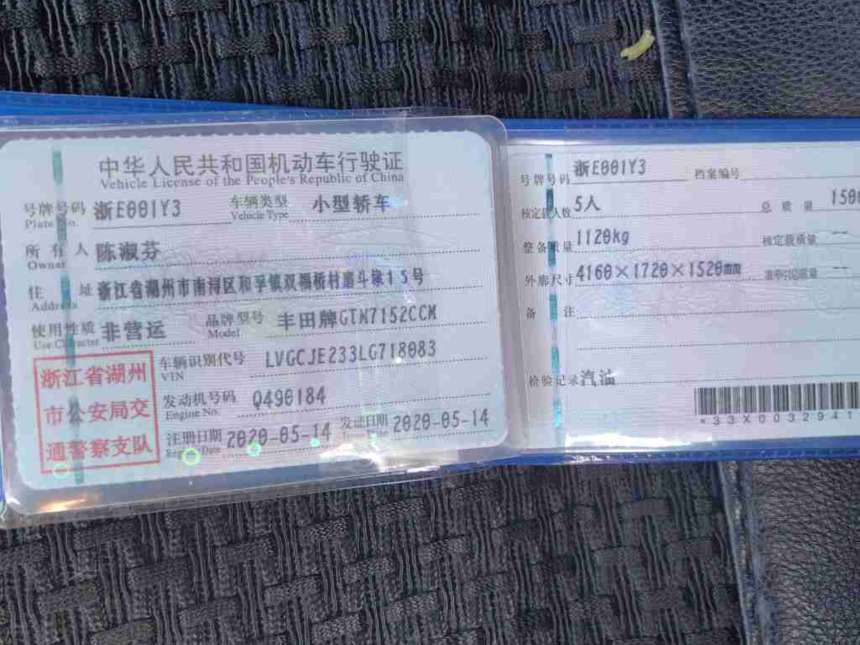 中华人民共和国机动车行驶证
Vehicle License of the People's Republic of China
号牌号码 浙E001Y3 车辆类型 小型轿车
Plate No. Vehicle Type
所有人 陈淑芬
Owner
住址 浙江省湖州市南浔区和孚镇双福桥村 15号
Address
使用性质 非营运 品牌型号 丰田牌GTM7152CCM
Use Character Model
浙江省湖州
市公安局交
通警察支队
车辆识别代号 LVGCJE233LG718083
VIN
发动机号码 Q490184
Engine No.
注册日期 2020-05-14 发证日期 2020-05-14
Register Date Issue Date
号牌号码 浙E001Y3 档案编号
核定载人数 5人 总质量 150
整备质量 1120kg 核定载质量 --
外廓尺寸 4160×1720×1520mm 准牵引总质量 --
备注
检验记录 汽油
*33X0032941